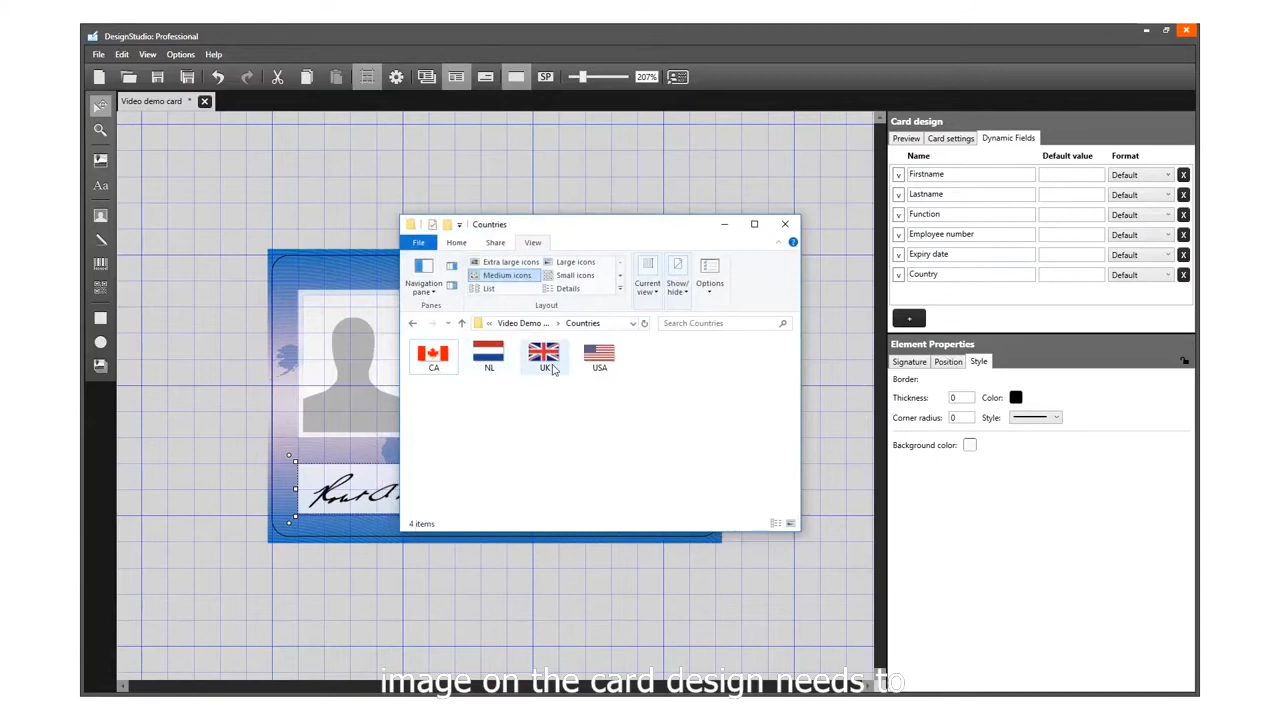 DesignStudio: Professional
File Edit View Options Help
SP 207%
Video demo card *
Card design
Preview Card settings Dynamic Fields
Name Default value Format
v Firstname Default X
v Lastname Default X
v Function Default X
v Employee number Default X
v Expiry date Default X
v Country Default X
+
Element Properties
Signature Position Style
Border:
Thickness: 0 Color:
Corner radius: 0 Style:
Background color:
Countries
File Home Share View
Navigation pane
Extra large icons Large icons
Medium icons Small icons
List Details
Current view
Show/hide
Options
Panes Layout
« Video Demo ... > Countries
Search Countries
CA NL UK USA
4 items
Aa
image on the card design needs to